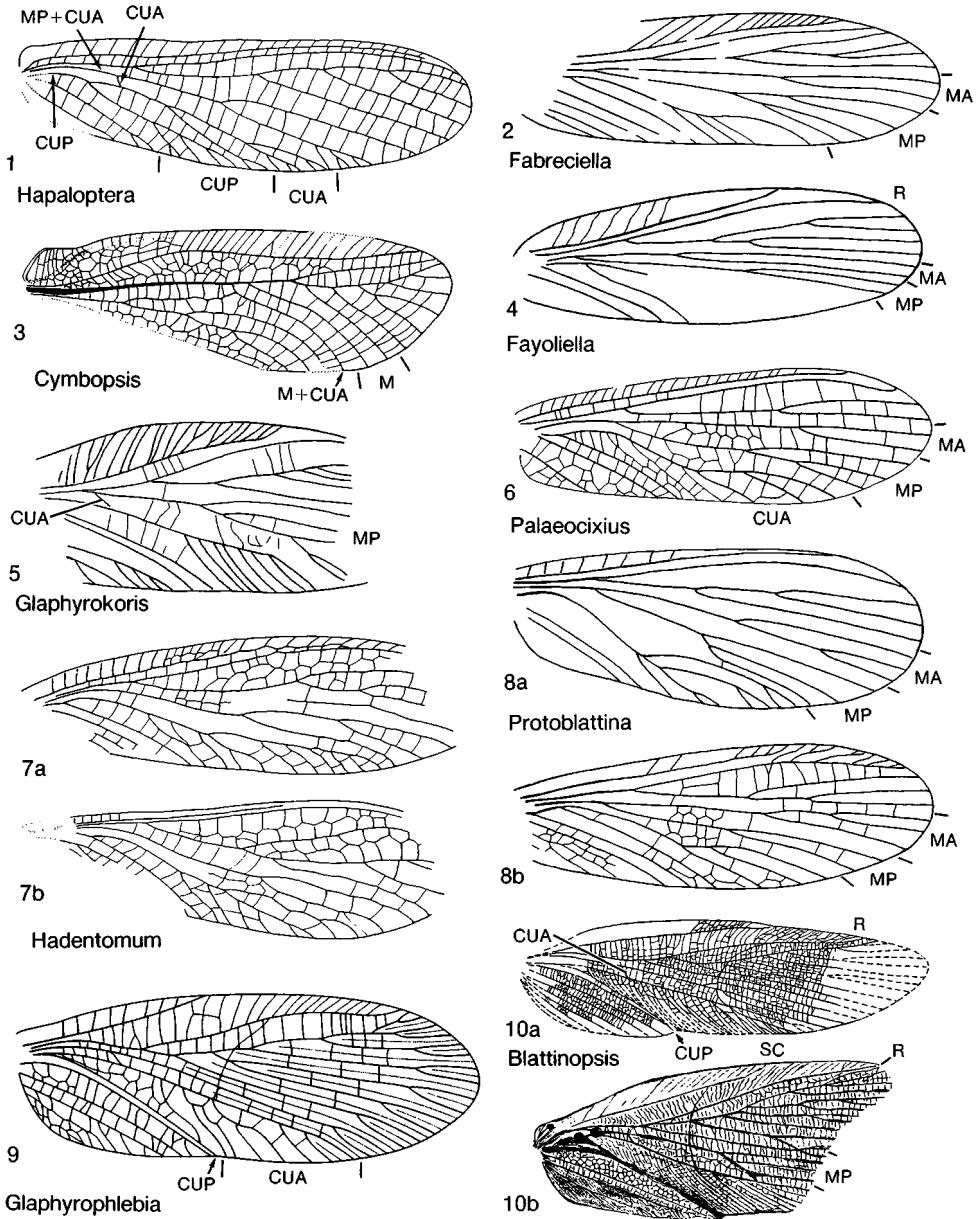 MP+CUA CUA
CUP
1
CUP CUA
Hapaloptera
3
Cymbopsis
M+CUA M
CUA
MP
5
Glaphyrokoris
7a
7b
Hadentomum
9
CUP CUA
Glaphyrophlebia
MA
MP
2
Fabreciella
R
MA
MP
4
Fayoliella
MA
MP
6
CUA
Palaeocixius
MA
8a
MP
Protoblattina
MA
MP
8b
R
CUA
10a
CUP
SC
Blattinopsis
R
MP
10b